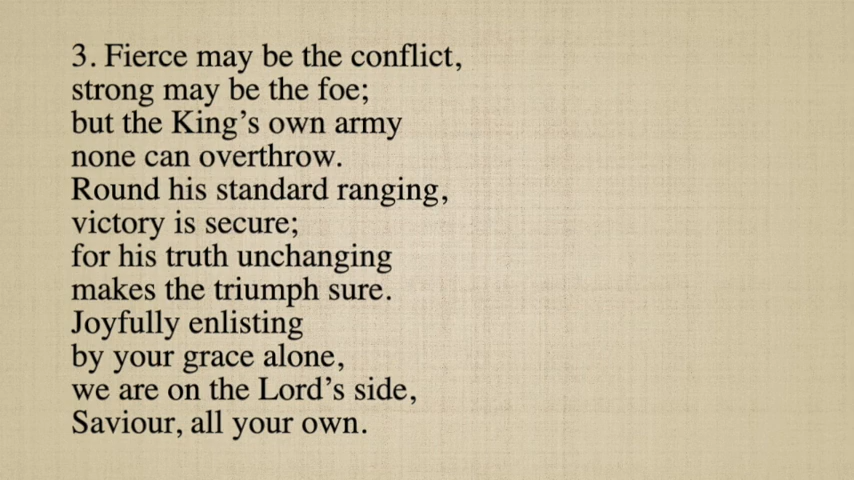 3. Fierce may be the conflict,
strong may be the foe;
but the King’s own army
none can overthrow.
Round his standard ranging,
victory is secure;
for his truth unchanging
makes the triumph sure.
Joyfully enlisting
by your grace alone,
we are on the Lord’s side,
Saviour, all your own.